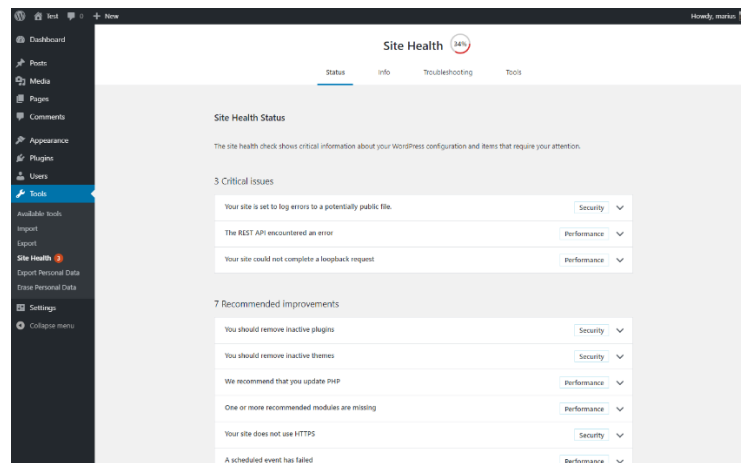 Test 0 + New Howdy, marius
Dashboard
Posts
Media
Pages
Comments
Appearance
Plugins
Users
Tools
Available Tools
Import
Export
Site Health 3
Export Personal Data
Erase Personal Data
Settings
Collapse menu
Site Health 34%
Status Info Troubleshooting Tools
Site Health Status
The site health check shows critical information about your WordPress configuration and items that require your attention.
3 Critical issues
Your site is set to log errors to a potentially public file. Security
The REST API encountered an error Performance
Your site could not complete a loopback request Performance
7 Recommended improvements
You should remove inactive plugins Security
You should remove inactive themes Security
We recommend that you update PHP Performance
One or more recommended modules are missing Performance
Your site does not use HTTPS Security
A scheduled event has failed Performance